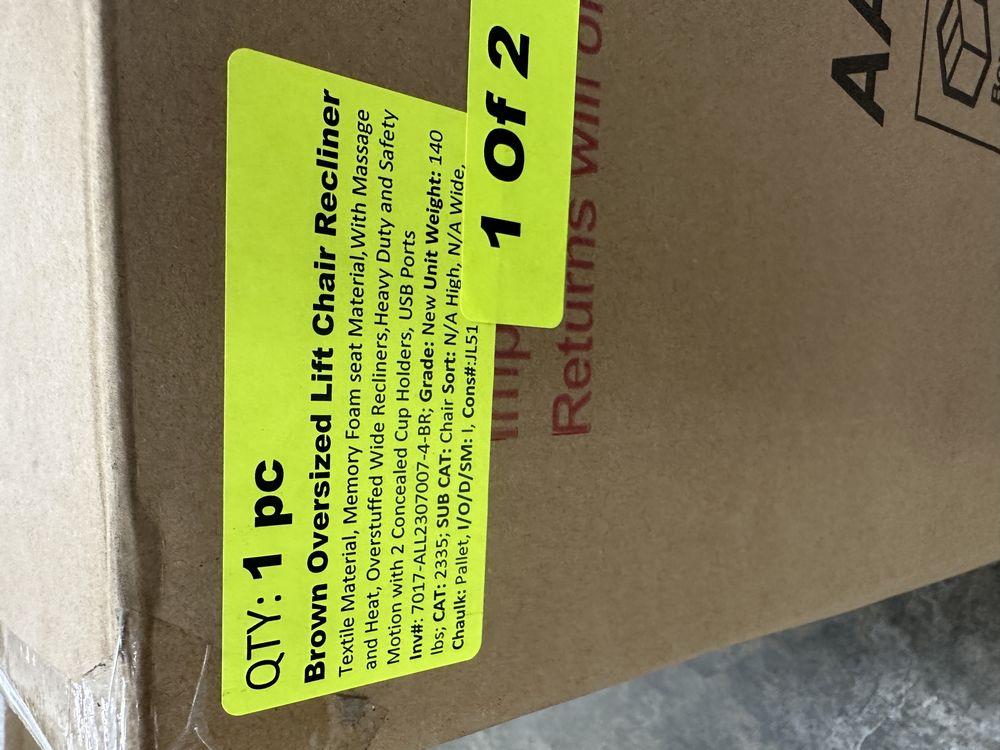 QTY: 1 pc
Brown Oversized Lift Chair Recliner
Textile Material, Memory Foam seat Material,With Massage
and Heat, Overstuffed Wide Recliners,Heavy Duty and Safety
Motion with 2 Concealed Cup Holders, USB Ports
Inv#: 7017-ALL2307007-4-BR; Grade: New Unit Weight: 140
lbs; CAT: 2335; SUB CAT: Chair Sort: N/A High, N/A Wide,
Chaulk: Pallet, I/O/D/SM: I, Cons#:JL51
1 Of 2
Imp
Returns will
AA